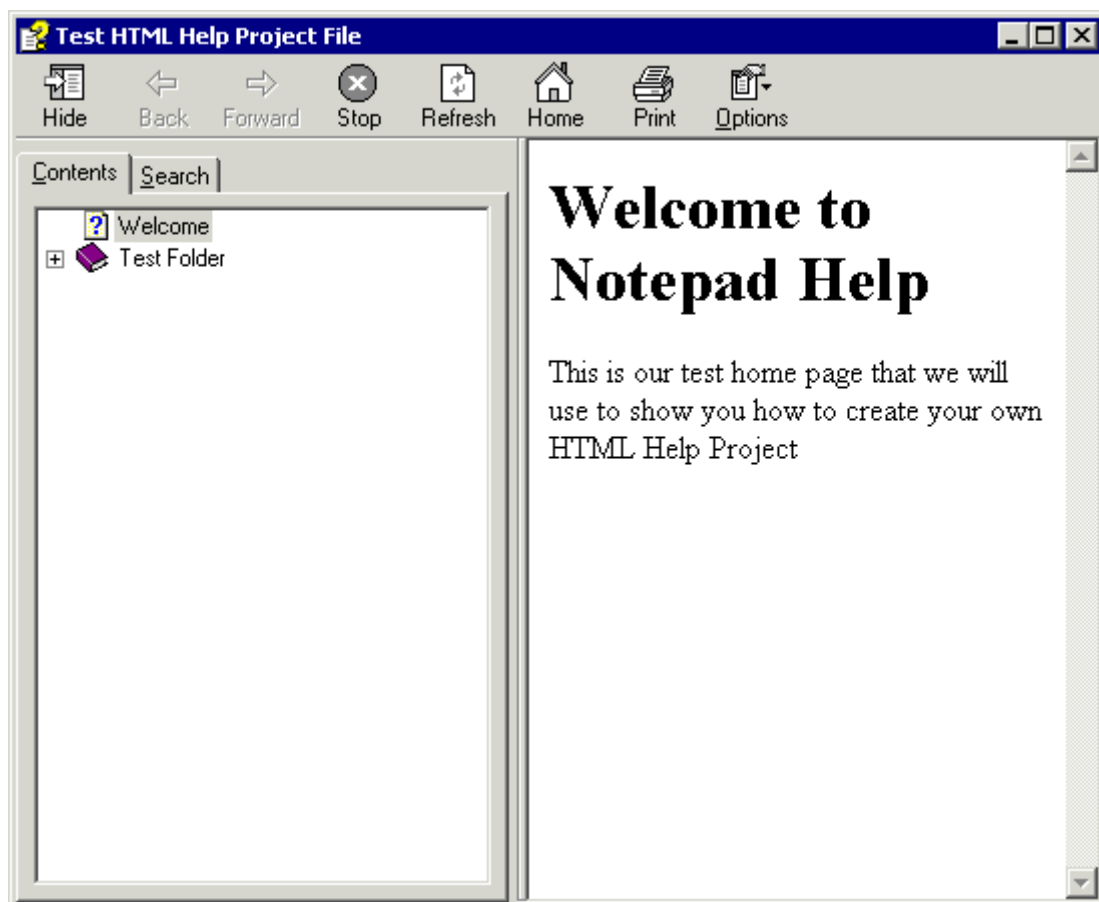 Test HTML Help Project File
Hide Back Forward Stop Refresh Home Print Options
Contents Search
Welcome
Test Folder
Welcome to
Notepad Help
This is our test home page that we will
use to show you how to create your own
HTML Help Project